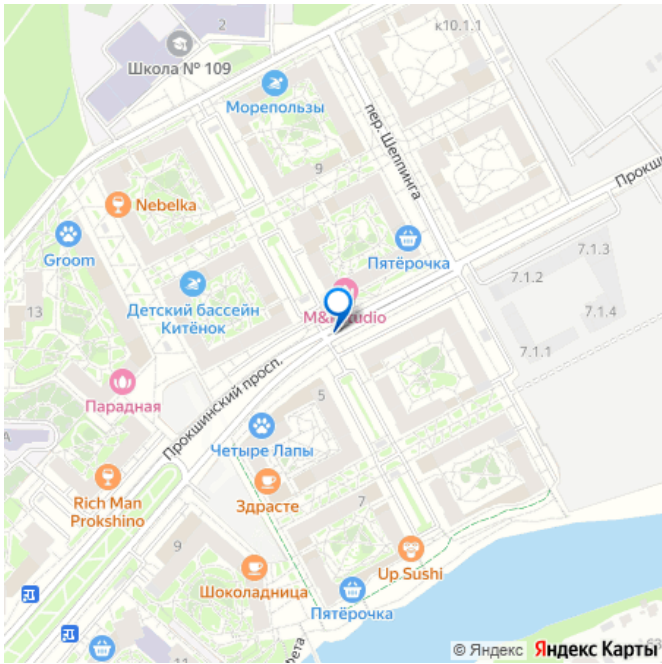 2
к10.1.1
Школа № 109
Морепользы
пер. Шеппинга
9
Прокши
Nebelka
Groom
Пятёрочка
7.1.3
7.1.2
13
Детский бассейн
Китёнок
7.1.4
7.1.1
Парадная
Прокшинский просп.
5
Четыре Лапы
Rich Man
Prokshino
Здрасте
7
9
Up Sushi
Шоколадница
Пятёрочка
11
© Яндекс Яндекс Карты